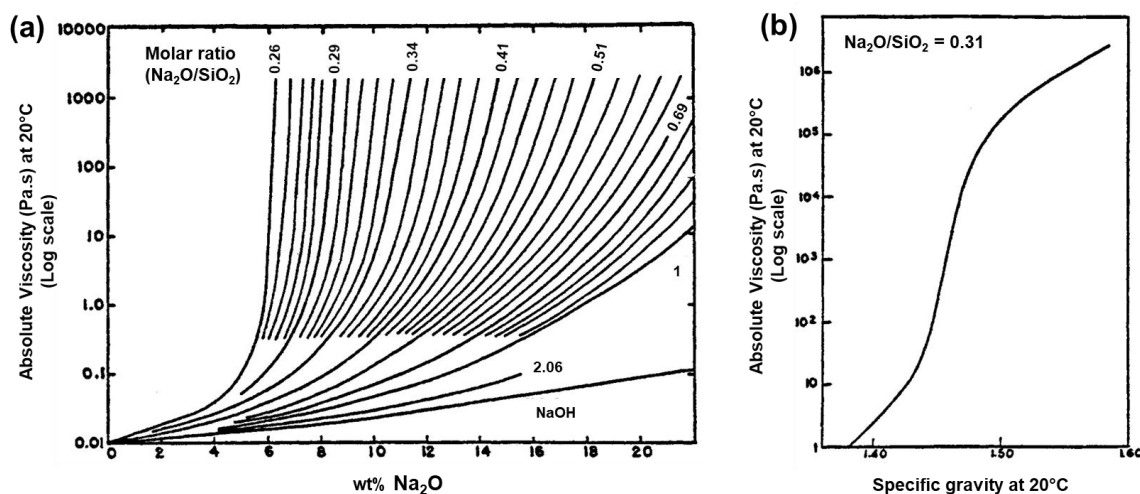 (a)
Molar ratio
(Na₂O/SiO₂)
0.26
0.29
0.34
0.41
0.51
0.69
1
2.06
NaOH
10000
1000
100
10
1.0
0.1
0.01
0 2 4 6 8 10 12 14 16 18 20
Absolute Viscosity (Pa.s) at 20°C
(Log scale)
wt% Na₂O
(b)
Na₂O/SiO₂ = 0.31
10⁶
10⁵
10⁴
10³
10²
10
1
1.40 1.50 1.60
Absolute Viscosity (Pa.s) at 20°C
(Log scale)
Specific gravity at 20°C